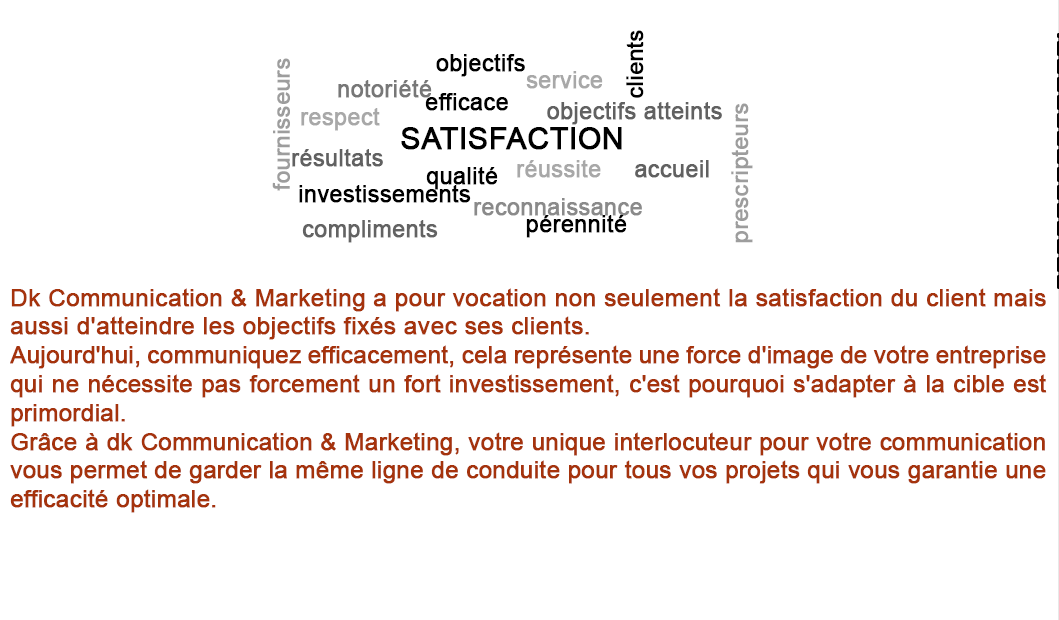 clients
objectifs
service
fournisseurs
notoriété
efficace
objectifs atteints
respect
SATISFACTION
prescripteurs
résultats
qualité
réussite
accueil
investissements
reconnaissance
compliments
pérennité
Dk Communication & Marketing a pour vocation non seulement la satisfaction du client mais
aussi d'atteindre les objectifs fixés avec ses clients.
Aujourd'hui, communiquez efficacement, cela représente une force d'image de votre entreprise
qui ne nécessite pas forcement un fort investissement, c'est pourquoi s'adapter à la cible est
primordial.
Grâce à dk Communication & Marketing, votre unique interlocuteur pour votre communication
vous permet de garder la même ligne de conduite pour tous vos projets qui vous garantie une
efficacité optimale.